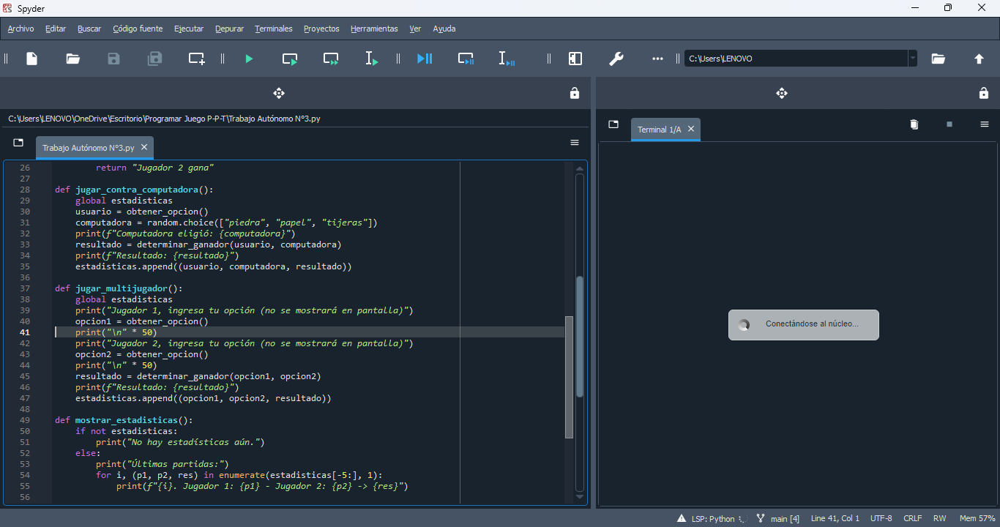 Spyder
Archivo Editar Buscar Código fuente Ejecutar Depurar Terminales Proyectos Herramientas Ver Ayuda
C:\Users\LENOVO
C:\Users\LENOVO\OneDrive\Escritorio\Programar Juego P-P-T\Trabajo Autónomo N°3.py
Trabajo Autónomo N°3.py
26 return "Jugador 2 gana"
27
28 def jugar_contra_computadora():
29 global estadisticas
30 usuario = obtener_opcion()
31 computadora = random.choice(["piedra", "papel", "tijeras"])
32 print(f"Computadora eligió: {computadora}")
33 resultado = determinar_ganador(usuario, computadora)
34 print(f"Resultado: {resultado}")
35 estadisticas.append((usuario, computadora, resultado))
36
37 def jugar_multijugador():
38 global estadisticas
39 print("Jugador 1, ingresa tu opción (no se mostrará en pantalla)")
40 opcion1 = obtener_opcion()
41 print("\n" * 50)
42 print("Jugador 2, ingresa tu opción (no se mostrará en pantalla)")
43 opcion2 = obtener_opcion()
44 print("\n" * 50)
45 resultado = determinar_ganador(opcion1, opcion2)
46 print(f"Resultado: {resultado}")
47 estadisticas.append((opcion1, opcion2, resultado))
48
49 def mostrar_estadisticas():
50 if not estadisticas:
51 print("No hay estadísticas aún.")
52 else:
53 print("Últimas partidas:")
54 for i, (p1, p2, res) in enumerate(estadisticas[-5:], 1):
55 print(f"{i}. Jugador 1: {p1} - Jugador 2: {p2} -> {res}")
56
Terminal 1/A
Conectándose al núcleo...
LSP: Python main [4] Line 41, Col 1 UTF-8 CRLF RW Mem 57%